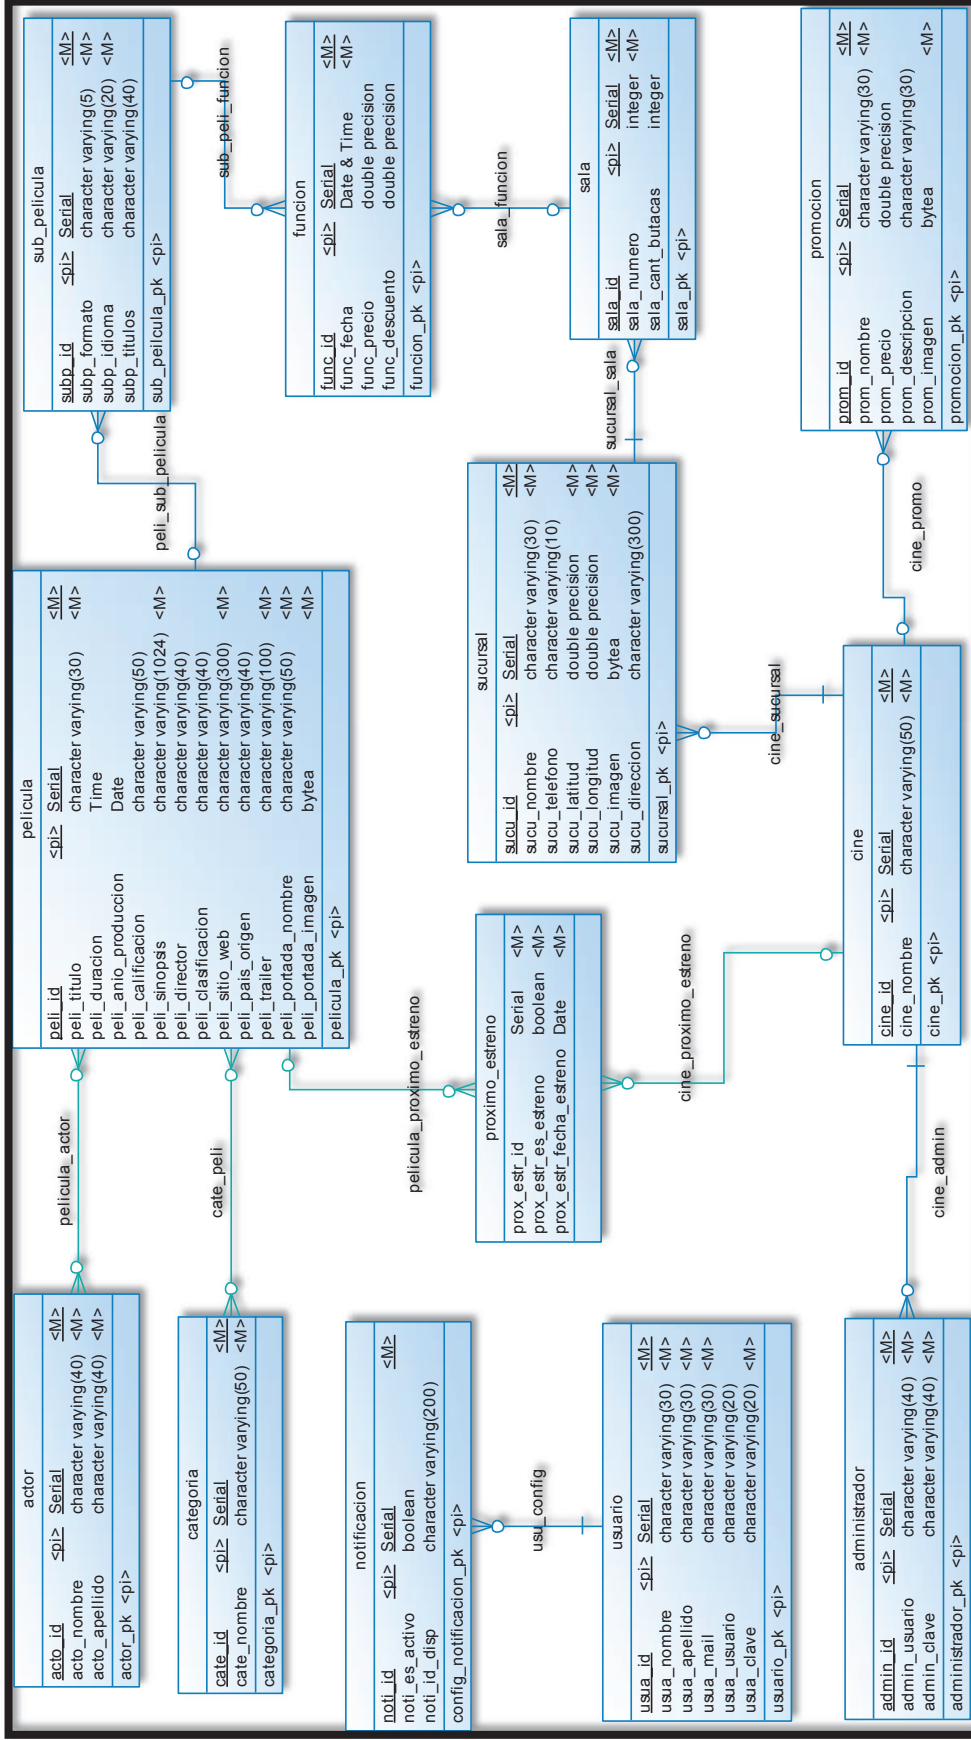 actor
acto_id <pi> Serial <M>
acto_nombre character varying(40) <M>
acto_apellido character varying(40) <M>
actor_pk <pi>
pelicula_actor
pelicula
peli_id <pi> Serial <M>
peli_titulo character varying(30) <M>
peli_duracion Time
peli_anio_produccion Date
peli_calificacion character varying(50)
peli_sinopsis character varying(1024) <M>
peli_director character varying(40)
peli_clasificacion character varying(40)
peli_sitio_web character varying(300) <M>
peli_pais_origen character varying(40)
peli_trailer character varying(100) <M>
peli_portada_nombre character varying(50) <M>
peli_portada_imagen bytea <M>
pelicula_pk <pi>
peli_sub_pelicula
sub_pelicula
subp_id <pi> Serial <M>
subp_formato character varying(5) <M>
subp_idioma character varying(20) <M>
subp_titulos character varying(40)
sub_peilcula_pk <pi>
categoria
cate_id <pi> Serial <M>
cate_nombre character varying(50) <M>
categoria_pk <pi>
cate_peli
sub_peli_funcion
funcion
func_id <pi> Serial <M>
func_fecha Date & Time <M>
func_precio double precision
func_descuento double precision
funcion_pk <pi>
notificacion
noti_id <pi> Serial <M>
noti_es_activo boolean
noti_id_disp character varying(200)
config_notificacion_pk <pi>
pelicula_proximo_estreno
proximo_estreno
prox_estr_id Serial <M>
prox_estr_es_estreno boolean <M>
prox_estr_fecha_estreno Date <M>
sucursal
sucu_id <pi> Serial <M>
sucu_nombre character varying(30) <M>
sucu_telefono character varying(10)
sucu_latitud double precision <M>
sucu_longitud double precision <M>
sucu_imagen bytea <M>
sucu_direccion character varying(300)
sucursal_pk <pi>
sala_funcion
sala
sala_id <pi> Serial <M>
sala_numero integer <M>
sala_cant_butacas integer
sala_pk <pi>
sucursal_sala
usu_config
usuario
usua_id <pi> Serial <M>
usua_nombre character varying(30) <M>
usua_apellido character varying(30) <M>
usua_mail character varying(30) <M>
usua_usuario character varying(20)
usua_clave character varying(20) <M>
usuario_pk <pi>
cine_proximo_estreno
cine_sucursal
promocion
prom_id <pi> Serial <M>
prom_nombre character varying(30) <M>
prom_precio double precision
prom_descripcion character varying(30)
prom_imagen bytea <M>
promocion_pk <pi>
administrador
admin_id <pi> Serial <M>
admin_usuario character varying(40) <M>
admin_clave character varying(40) <M>
administrador_pk <pi>
cine_admin
cine
cine_id <pi> Serial <M>
cine_nombre character varying(50) <M>
cine_pk <pi>
cine_promo